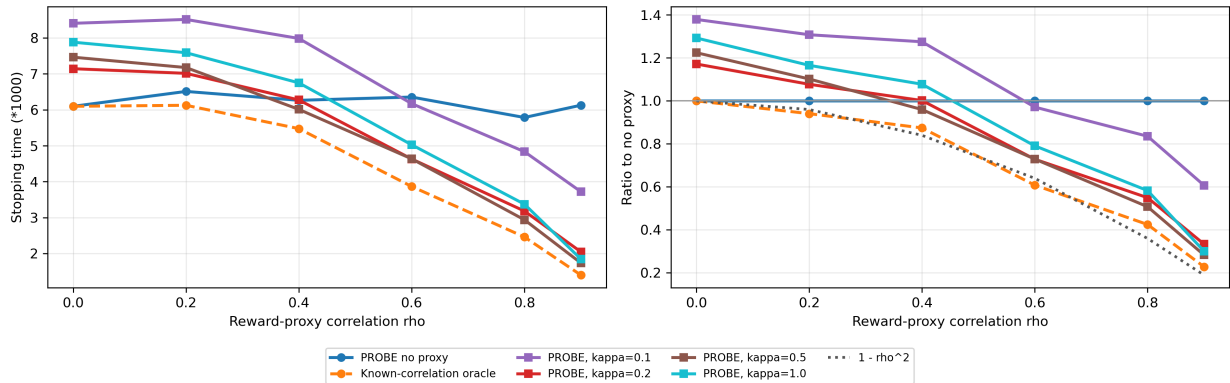 Stopping time (*1000)
8
7
6
5
4
3
2
0.0 0.2 0.4 0.6 0.8
Reward-proxy correlation rho
Ratio to no proxy
1.4
1.2
1.0
0.8
0.6
0.4
0.2
0.0 0.2 0.4 0.6 0.8
Reward-proxy correlation rho
PROBE no proxy PROBE, kappa=0.1 PROBE, kappa=0.5 1 - rho^2
Known-correlation oracle PROBE, kappa=0.2 PROBE, kappa=1.0